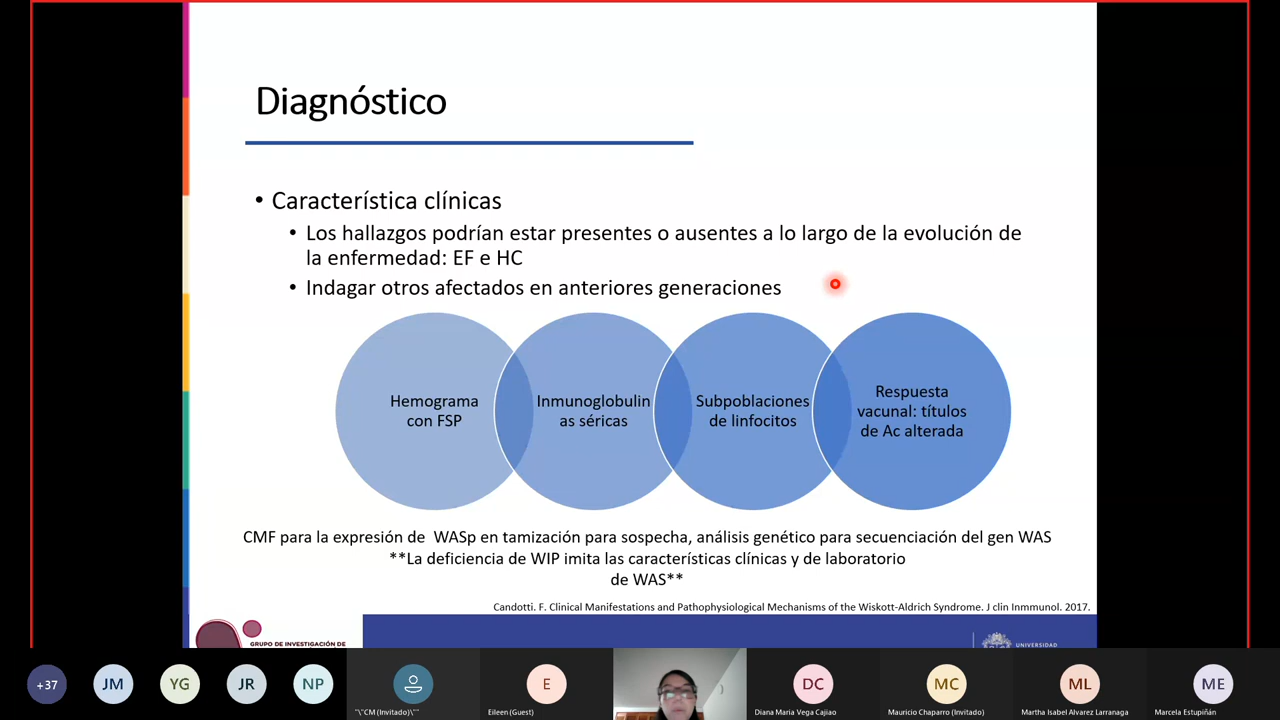 Diagnóstico
• Característica clínicas
• Los hallazgos podrían estar presentes o ausentes a lo largo de la evolución de
la enfermedad: EF e HC
• Indagar otros afectados en anteriores generaciones
Hemograma
con FSP
Inmunoglobulin
as séricas
Subpoblaciones
de linfocitos
Respuesta
vacunal: títulos
de Ac alterada
CMF para la expresión de WASp en tamización para sospecha, análisis genético para secuenciación del gen WAS
**La deficiencia de WIP imita las características clínicas y de laboratorio
de WAS**
Candotti. F. Clinical Manifestations and Pathophysiological Mechanisms of the Wiskott-Aldrich Syndrome. J clin Inmmunol. 2017.
GRUPO DE INVESTIGACIÓN DE
UNIVERSIDAD
+37
JM
YG
JR
NP
"\"CM (Invitado)\""
E
Eileen (Guest)
DC
Diana Maria Vega Cajiao
MC
Mauricio Chaparro (Invitado)
ML
Martha Isabel Alvarez Larranaga
ME
Marcela Estupiñán